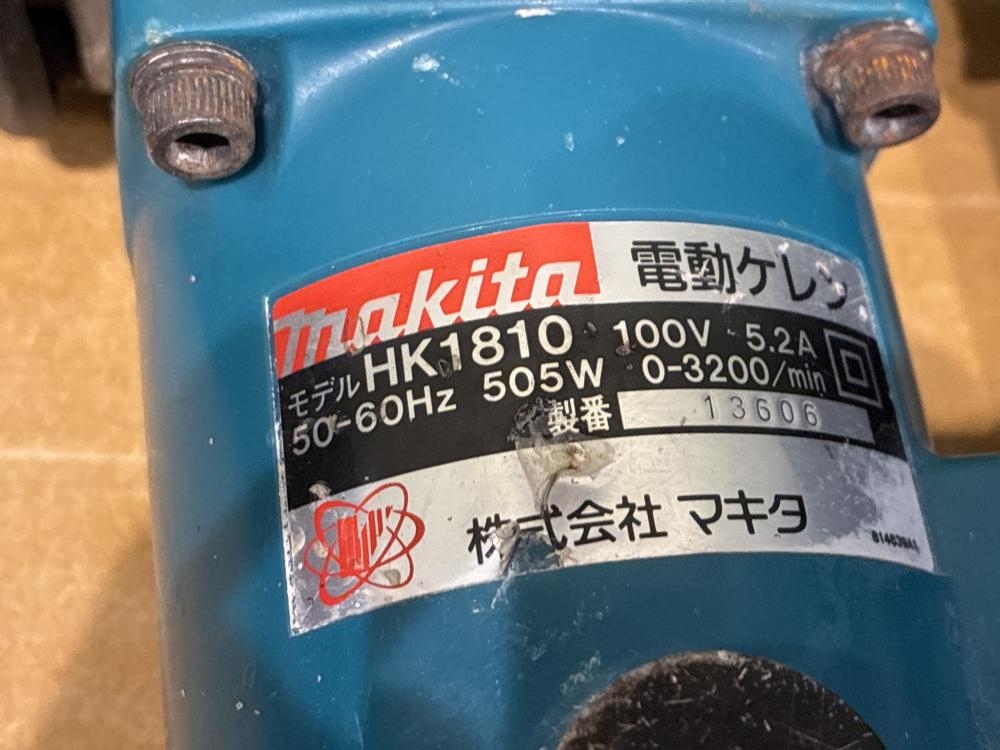 makita 電動ケレン
モデル HK1810 100V 5.2A
50-60Hz 505W 0-3200/min
製番 13606
株式会社 マキタ
814639A1